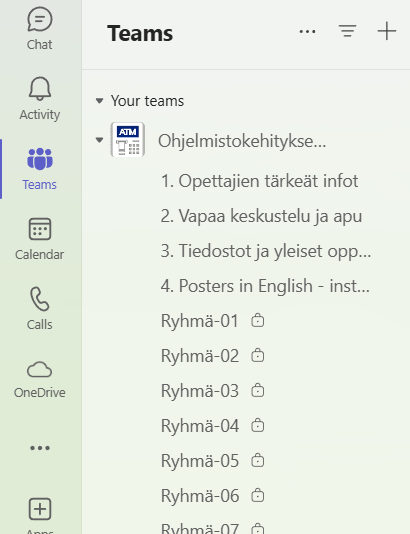 Chat
Activity
Teams
Calendar
Calls
OneDrive
Apps
Teams
Your teams
ATM
Ohjelmistokehitykse...
1. Opettajien tärkeät infot
2. Vapaa keskustelu ja apu
3. Tiedostot ja yleiset opp...
4. Posters in English - inst...
Ryhmä-01
Ryhmä-02
Ryhmä-03
Ryhmä-04
Ryhmä-05
Ryhmä-06
Ryhmä-07